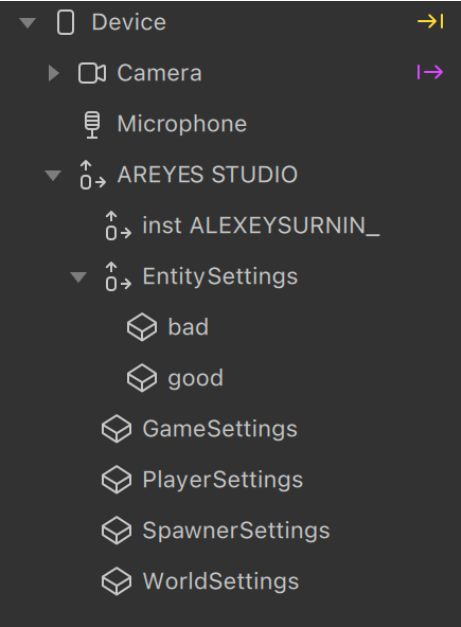 Device
Camera
Microphone
AREYES STUDIO
inst ALEXEYSURNIN_
EntitySettings
bad
good
GameSettings
PlayerSettings
SpawnerSettings
WorldSettings